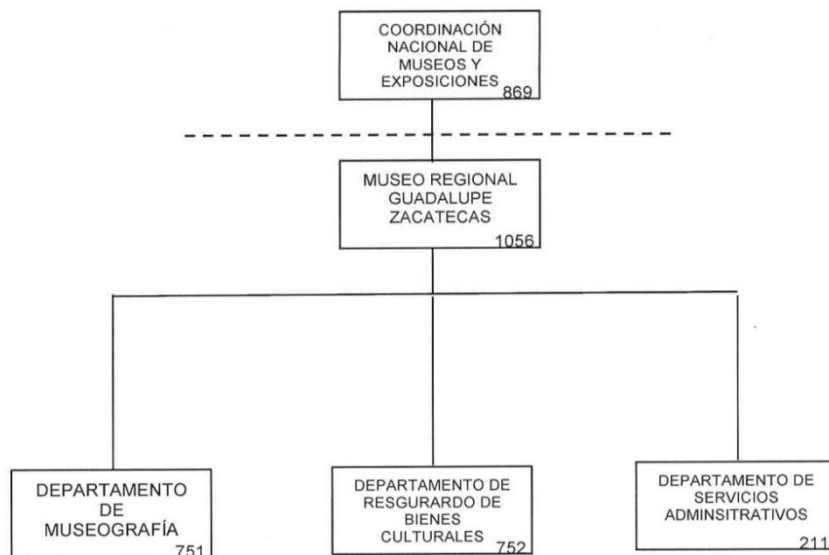 COORDINACIÓN
NACIONAL DE
MUSEOS Y
EXPOSICIONES
869
MUSEO REGIONAL
GUADALUPE
ZACATECAS
1056
DEPARTAMENTO
DE
MUSEOGRAFÍA
751
DEPARTAMENTO DE
RESGURARDO DE
BIENES
CULTURALES
752
DEPARTAMENTO DE
SERVICIOS
ADMINSITRATIVOS
211